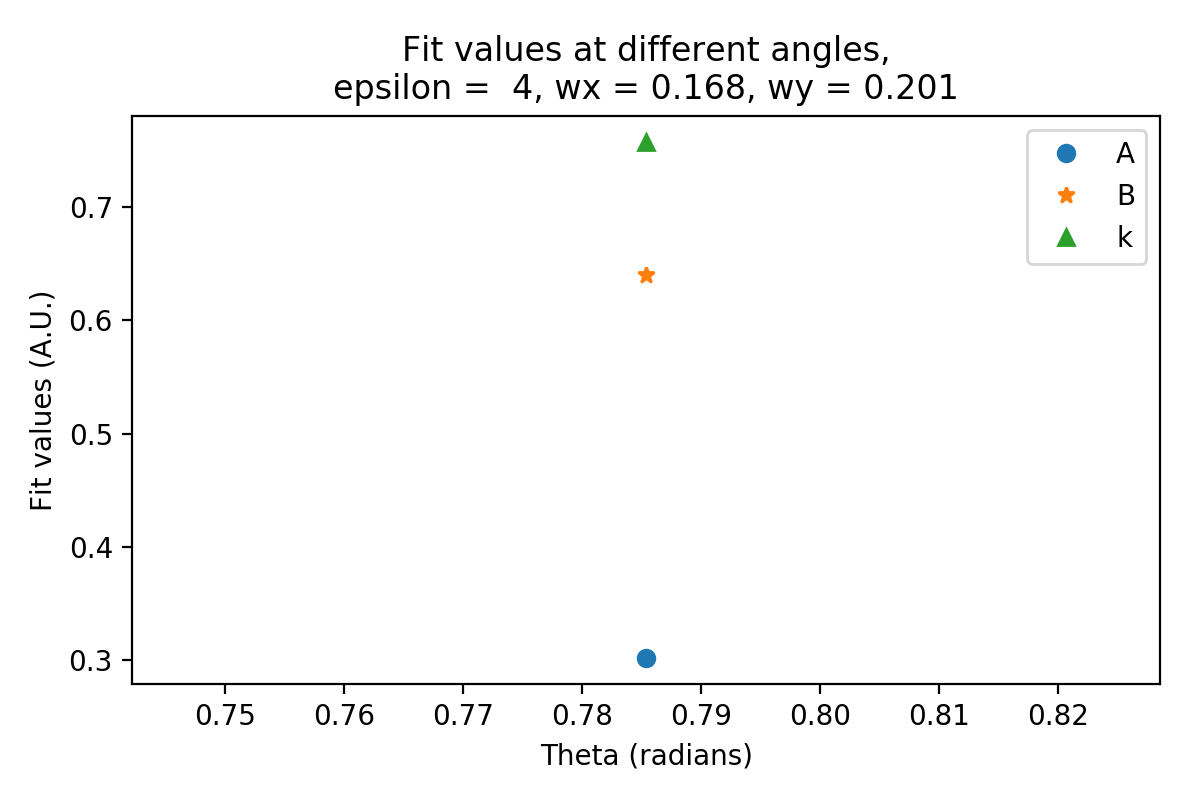 Fit values at different angles,
epsilon =  4, wx = 0.168, wy = 0.201
A
B
k
Fit values (A.U.)
0.7
0.6
0.5
0.4
0.3
0.75 0.76 0.77 0.78 0.79 0.80 0.81 0.82
Theta (radians)